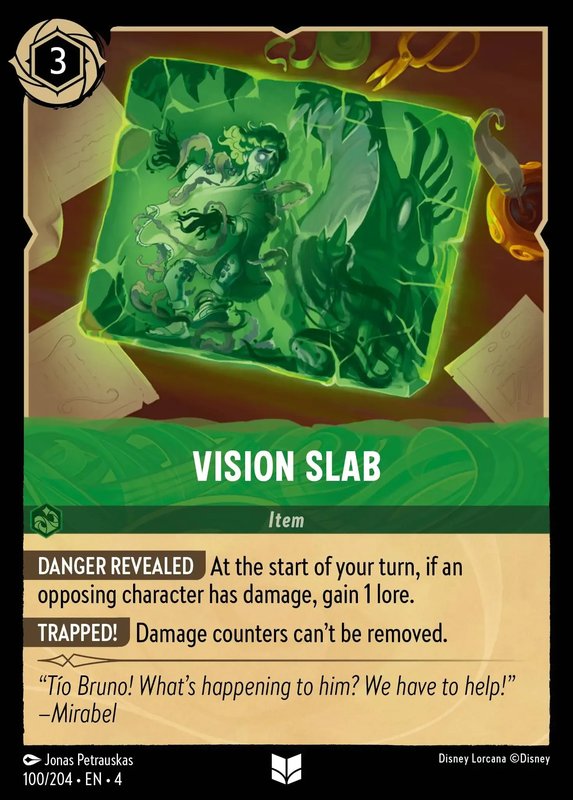 3
VISION SLAB
Item
DANGER REVEALED At the start of your turn, if an
opposing character has damage, gain 1 lore.
TRAPPED! Damage counters can't be removed.
“Tío Bruno! What's happening to him? We have to help!”
–Mirabel
Jonas Petrauskas
Disney Lorcana ©Disney
100/204 • EN • 4